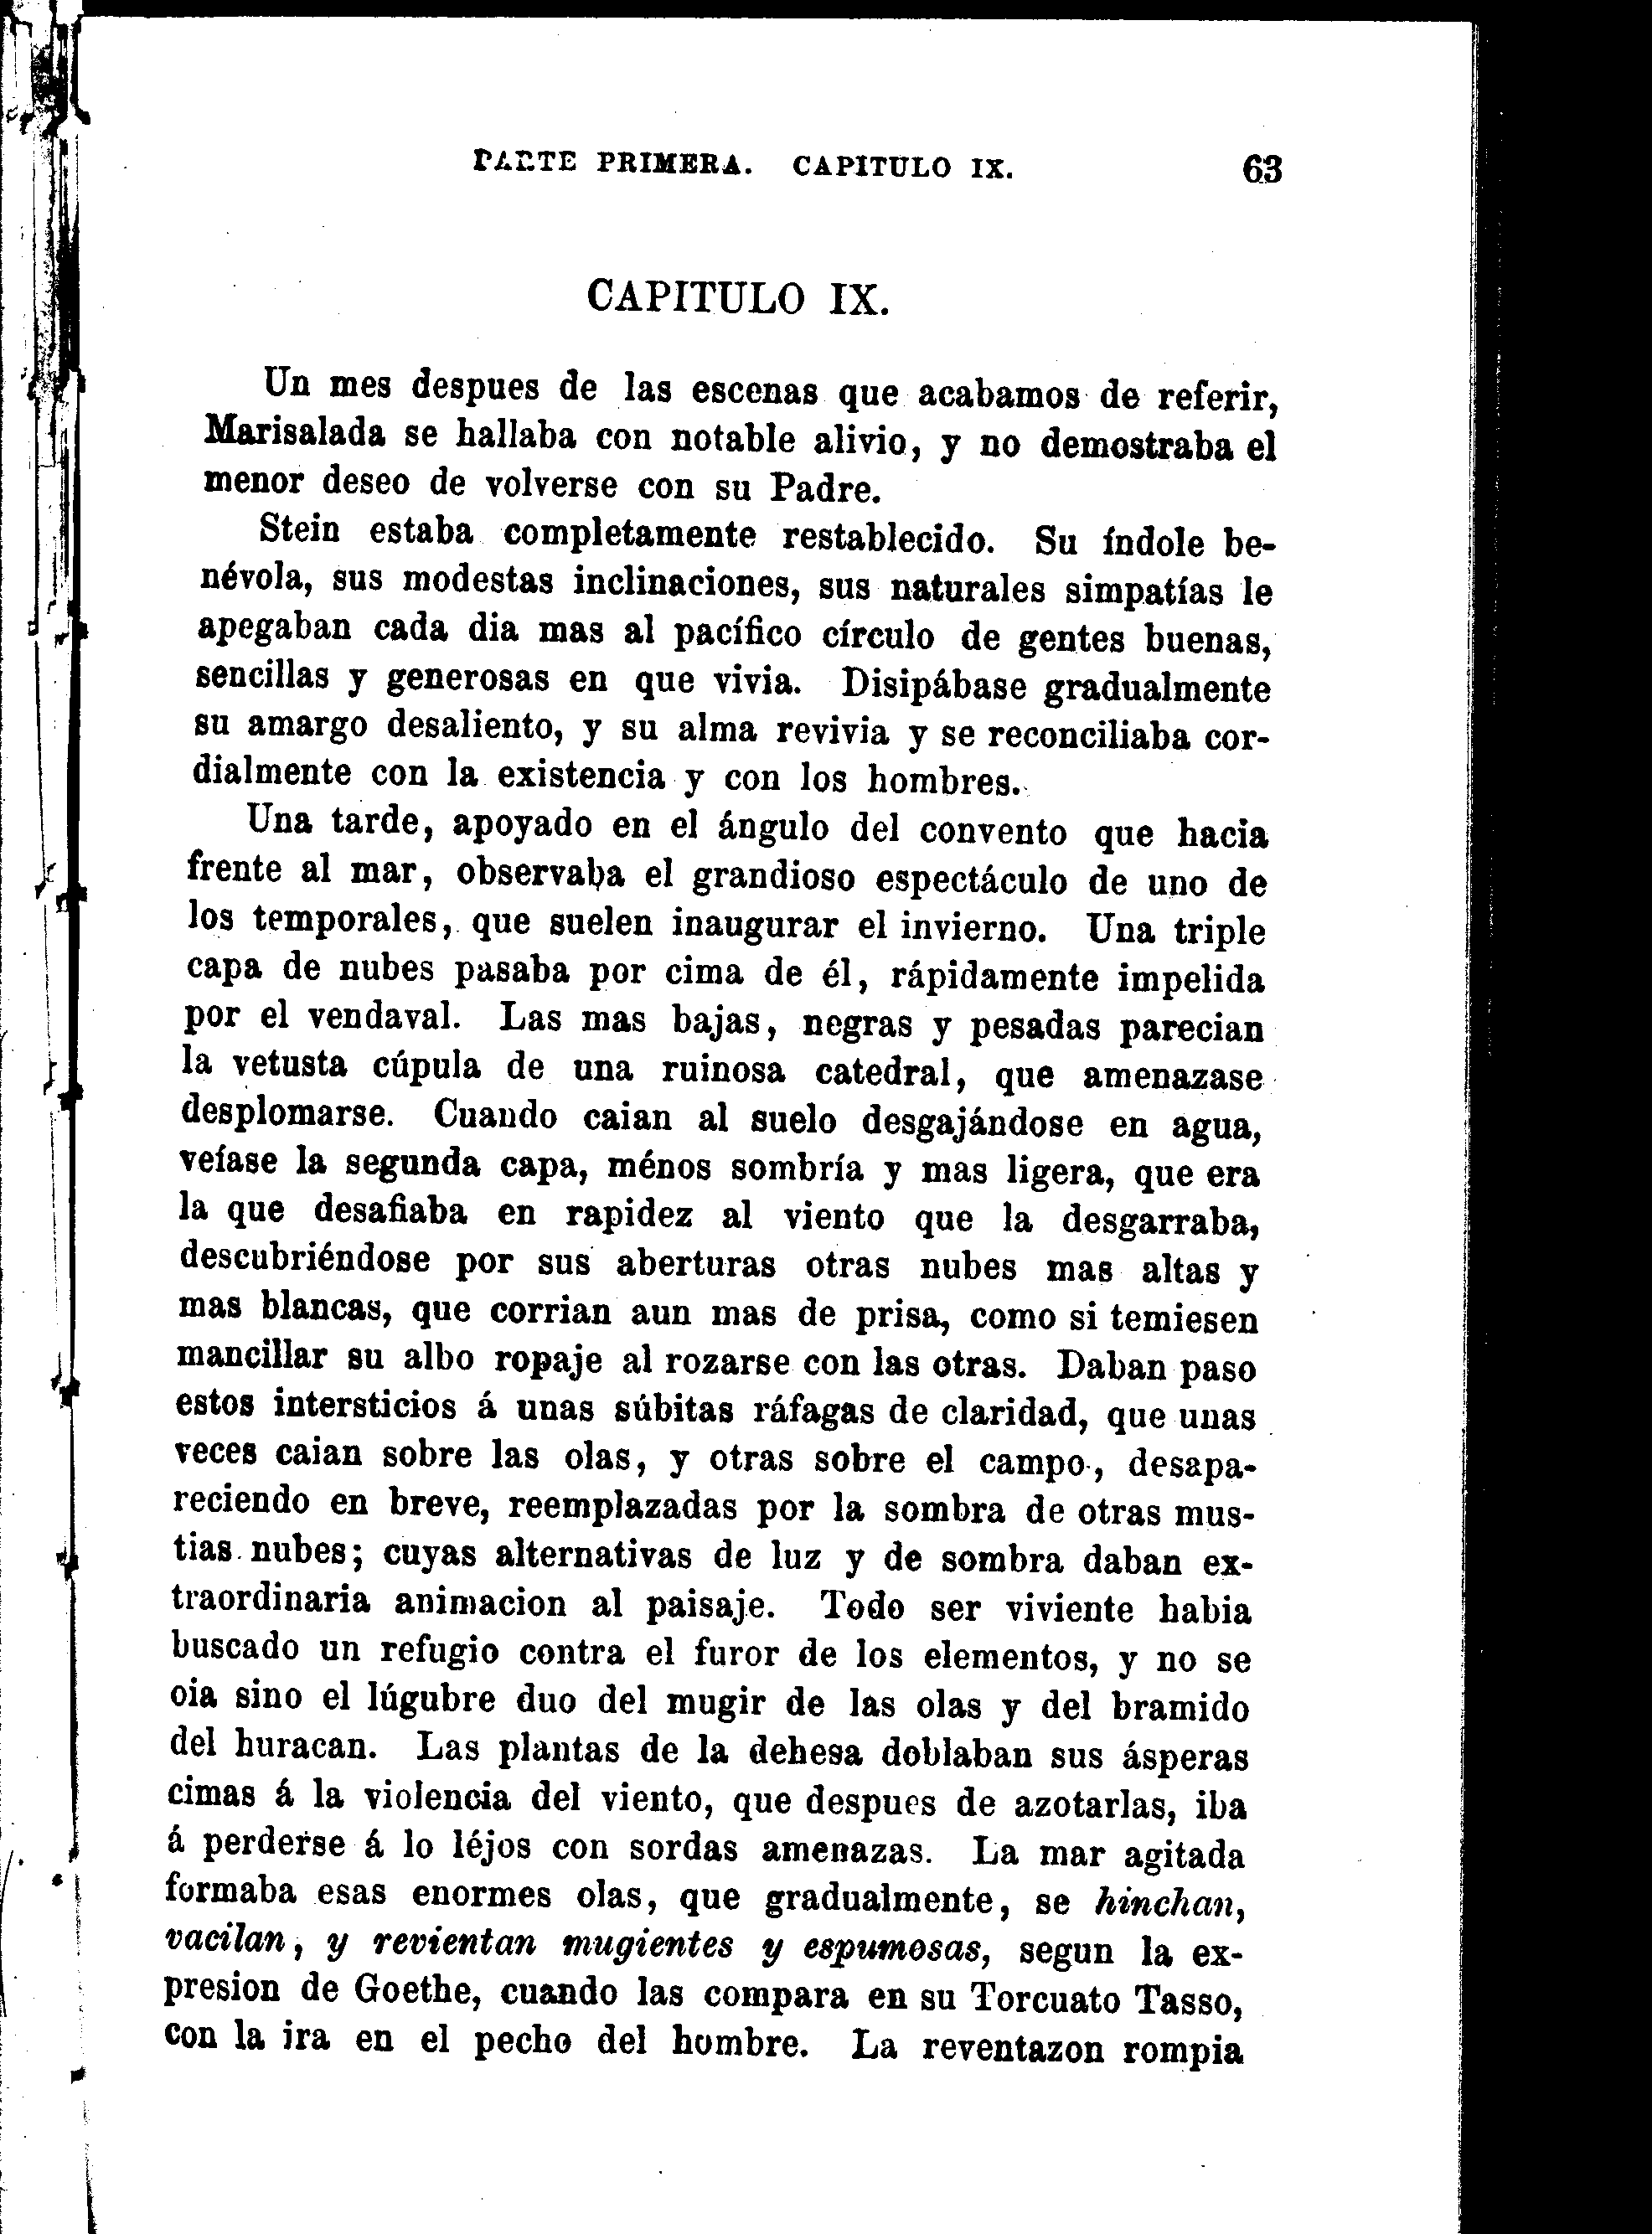 PARTE PRIMERA. CAPITULO IX. 63
CAPITULO IX.
Un mes despues de las escenas que acabamos de referir,
Marisalada se hallaba con notable alivio, y no demostraba el
menor deseo de volverse con su Padre.
Stein estaba completamente restablecido. Su índole be-
névola, sus modestas inclinaciones, sus naturales simpatías le
apegaban cada dia mas al pacífico círculo de gentes buenas,
sencillas y generosas en que vivia. Disipábase gradualmente
su amargo desaliento, y su alma revivia y se reconciliaba cor-
dialmente con la existencia y con los hombres.
Una tarde, apoyado en el ángulo del convento que hacia
frente al mar, observaba el grandioso espectáculo de uno de
los temporales, que suelen inaugurar el invierno. Una triple
capa de nubes pasaba por cima de él, rápidamente impelida
por el vendaval. Las mas bajas, negras y pesadas parecian
la vetusta cúpula de una ruinosa catedral, que amenazase
desplomarse. Cuando caian al suelo desgajándose en agua,
veíase la segunda capa, ménos sombría y mas ligera, que era
la que desafiaba en rapidez al viento que la desgarraba,
descubriéndose por sus aberturas otras nubes mas altas y
mas blancas, que corrian aun mas de prisa, como si temiesen
mancillar su albo ropaje al rozarse con las otras. Daban paso
estos intersticios á unas súbitas ráfagas de claridad, que unas
veces caian sobre las olas, y otras sobre el campo, desapa-
reciendo en breve, reemplazadas por la sombra de otras mus-
tias nubes; cuyas alternativas de luz y de sombra daban ex-
traordinaria animacion al paisaje. Todo ser viviente habia
buscado un refugio contra el furor de los elementos, y no se
oia sino el lúgubre duo del mugir de las olas y del bramido
del huracan. Las plantas de la dehesa doblaban sus ásperas
cimas á la violencia del viento, que despues de azotarlas, iba
á perderse á lo léjos con sordas amenazas. La mar agitada
formaba esas enormes olas, que gradualmente, se hinchan,
vacilan, y revientan mugientes y espumosas, segun la ex-
presion de Goethe, cuando las compara en su Torcuato Tasso,
con la ira en el pecho del hombre. La reventazon rompia